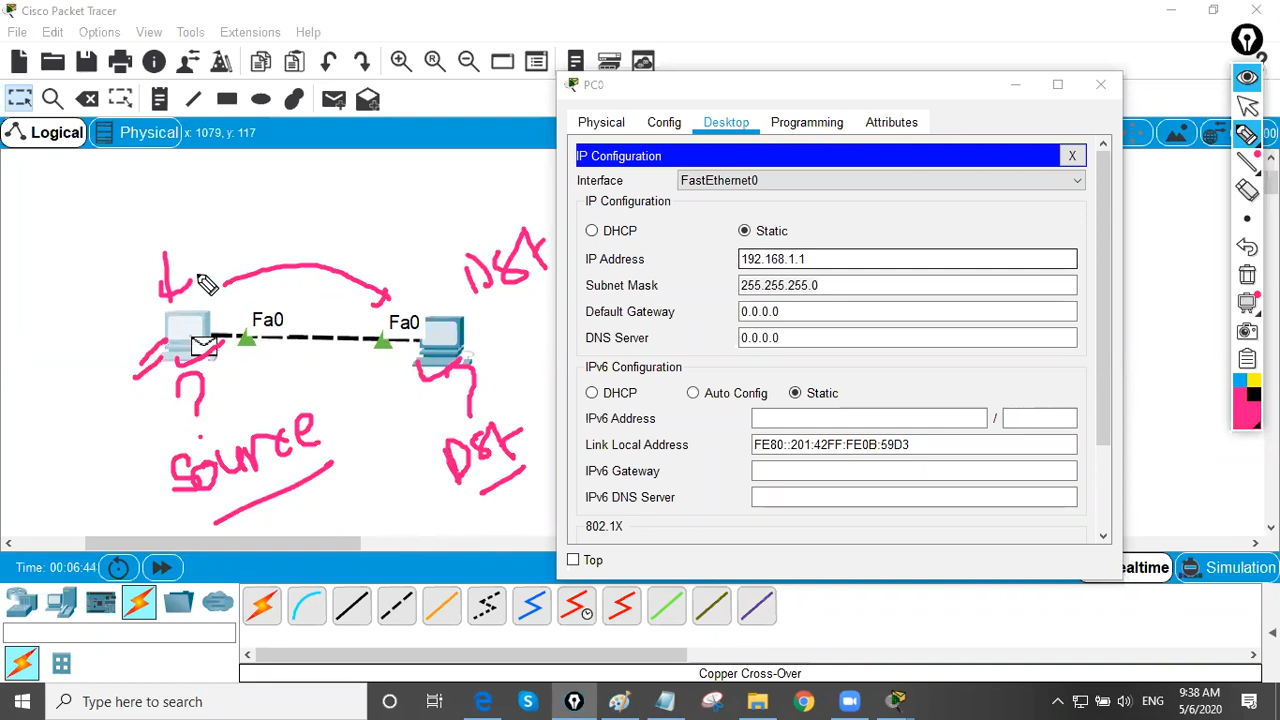 Cisco Packet Tracer
File Edit Options View Tools Extensions Help
Logical Physical x: 1079, y: 117
PC0
Physical Config Desktop Programming Attributes
IP Configuration X
Interface FastEthernet0
IP Configuration
DHCP Static
IP Address 192.168.1.1
Subnet Mask 255.255.255.0
Default Gateway 0.0.0.0
DNS Server 0.0.0.0
IPv6 Configuration
DHCP Auto Config Static
IPv6 Address /
Link Local Address FE80::201:42FF:FE0B:59D3
IPv6 Gateway
IPv6 DNS Server
802.1X
Top
DSt
Fa0 Fa0
?
source
DSt
Time: 00:06:44 ealtime Simulation
Copper Cross-Over
Type here to search
ENG
9:38 AM
5/6/2020